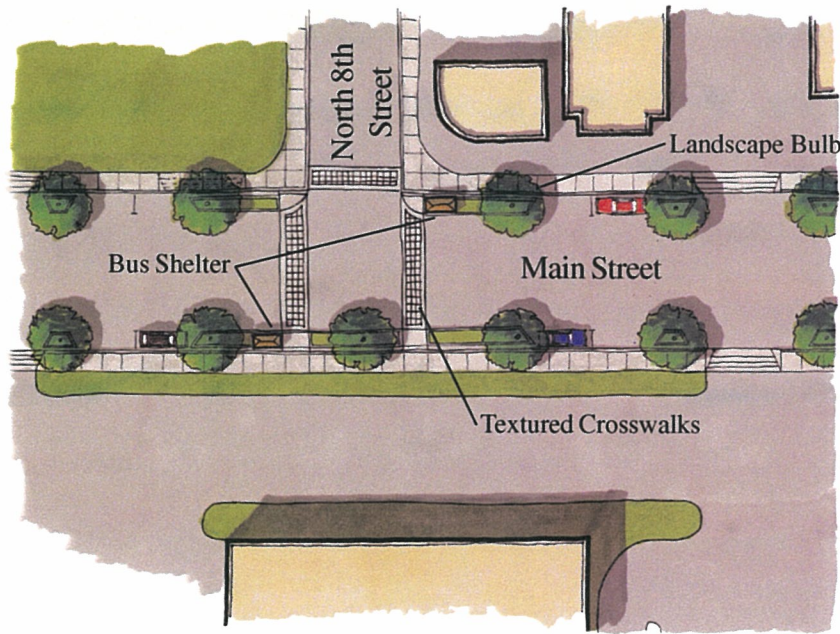 North 8th
Street
Landscape Bulb
Bus Shelter
Main Street
Textured Crosswalks